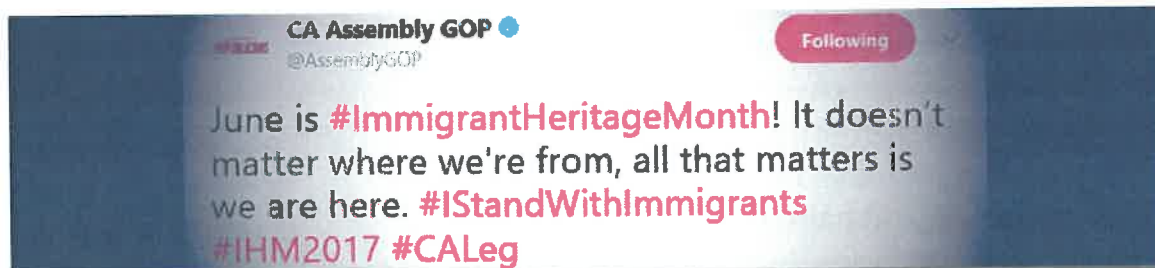 CA Assembly GOP
Following
@AssemblyGOP
June is #ImmigrantHeritageMonth! It doesn't
matter where we're from, all that matters is
we are here. #IStandWithImmigrants
#IHM2017 #CALeg